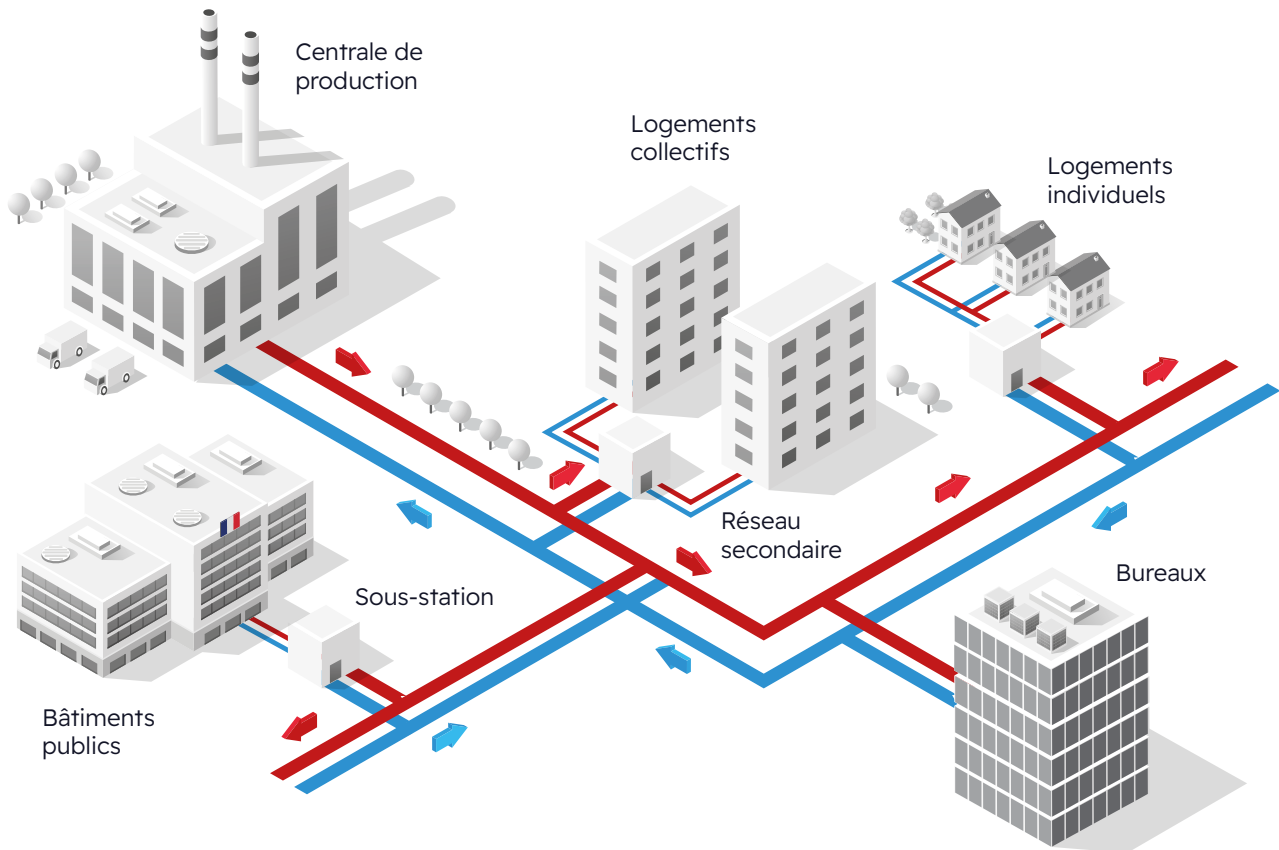 Centrale de
production
Logements
collectifs
Logements
individuels
Réseau
secondaire
Bureaux
Sous-station
Bâtiments
publics